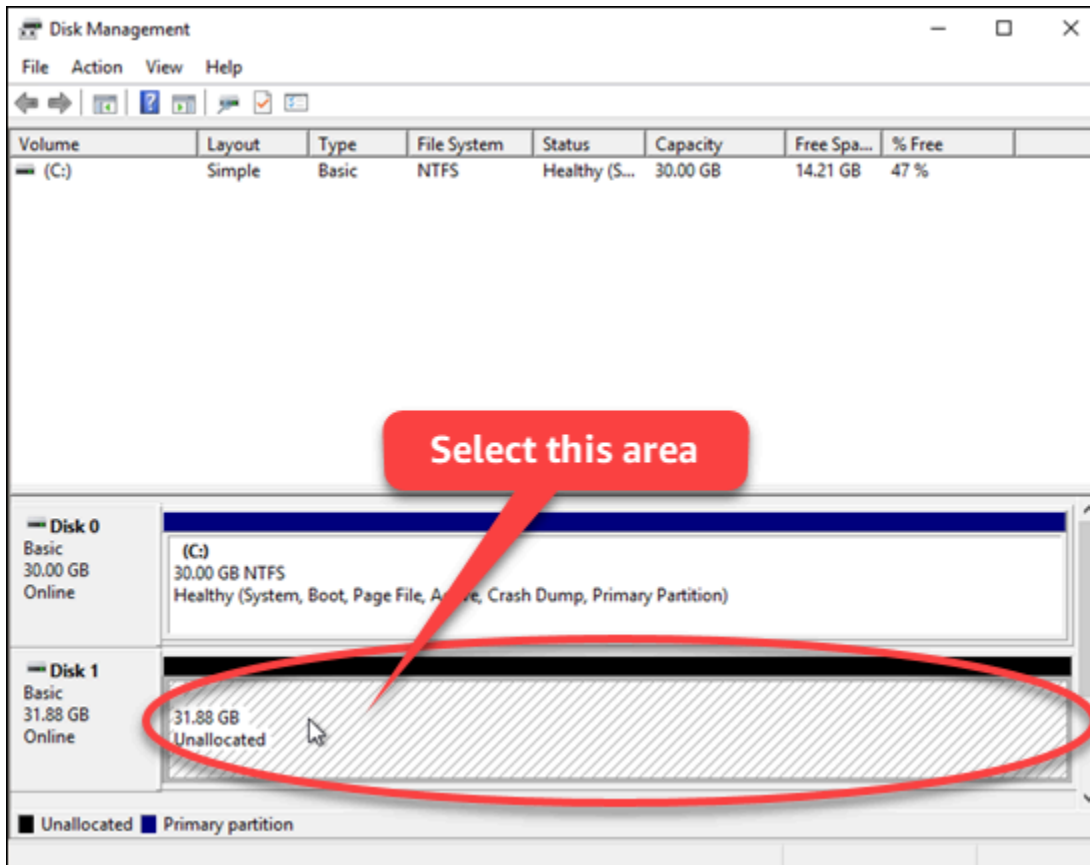 Disk Management
File Action View Help
Volume Layout Type File System Status Capacity Free Spa... % Free
(C:) Simple Basic NTFS Healthy (S... 30.00 GB 14.21 GB 47 %
Select this area
Disk 0
Basic
30.00 GB
Online
(C:)
30.00 GB NTFS
Healthy (System, Boot, Page File, Crash Dump, Primary Partition)
Disk 1
Basic
31.88 GB
Online
31.88 GB
Unallocated
Unallocated Primary partition